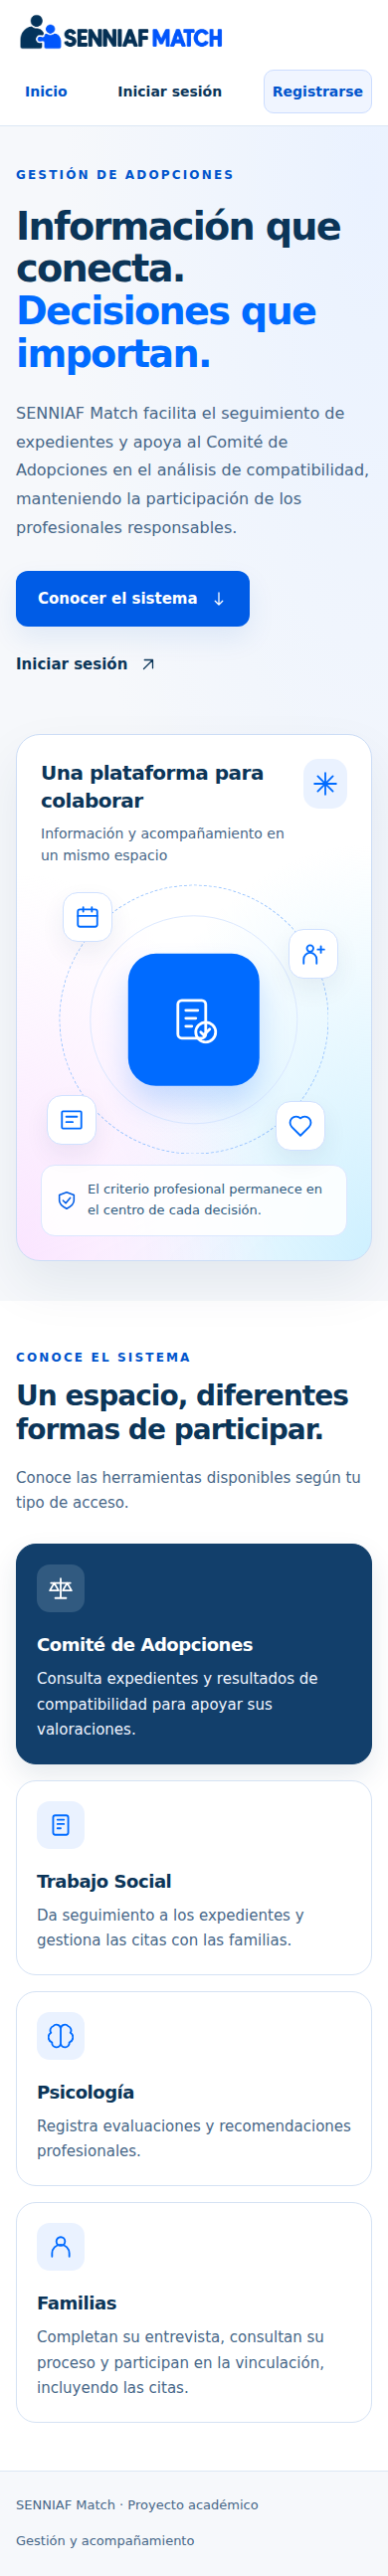 SENNIAF MATCH
Inicio
Iniciar sesión
Registrarse
GESTIÓN DE ADOPCIONES
Información que
conecta.
Decisiones que
importan.
SENNIAF Match facilita el seguimiento de
expedientes y apoya al Comité de
Adopciones en el análisis de compatibilidad,
manteniendo la participación de los
profesionales responsables.
Conocer el sistema ↓
Iniciar sesión ↗
Una plataforma para
colaborar
Información y acompañamiento en
un mismo espacio
El criterio profesional permanece en
el centro de cada decisión.
CONOCE EL SISTEMA
Un espacio, diferentes
formas de participar.
Conoce las herramientas disponibles según tu
tipo de acceso.
Comité de Adopciones
Consulta expedientes y resultados de
compatibilidad para apoyar sus
valoraciones.
Trabajo Social
Da seguimiento a los expedientes y
gestiona las citas con las familias.
Psicología
Registra evaluaciones y recomendaciones
profesionales.
Familias
Completan su entrevista, consultan su
proceso y participan en la vinculación,
incluyendo las citas.
SENNIAF Match · Proyecto académico
Gestión y acompañamiento